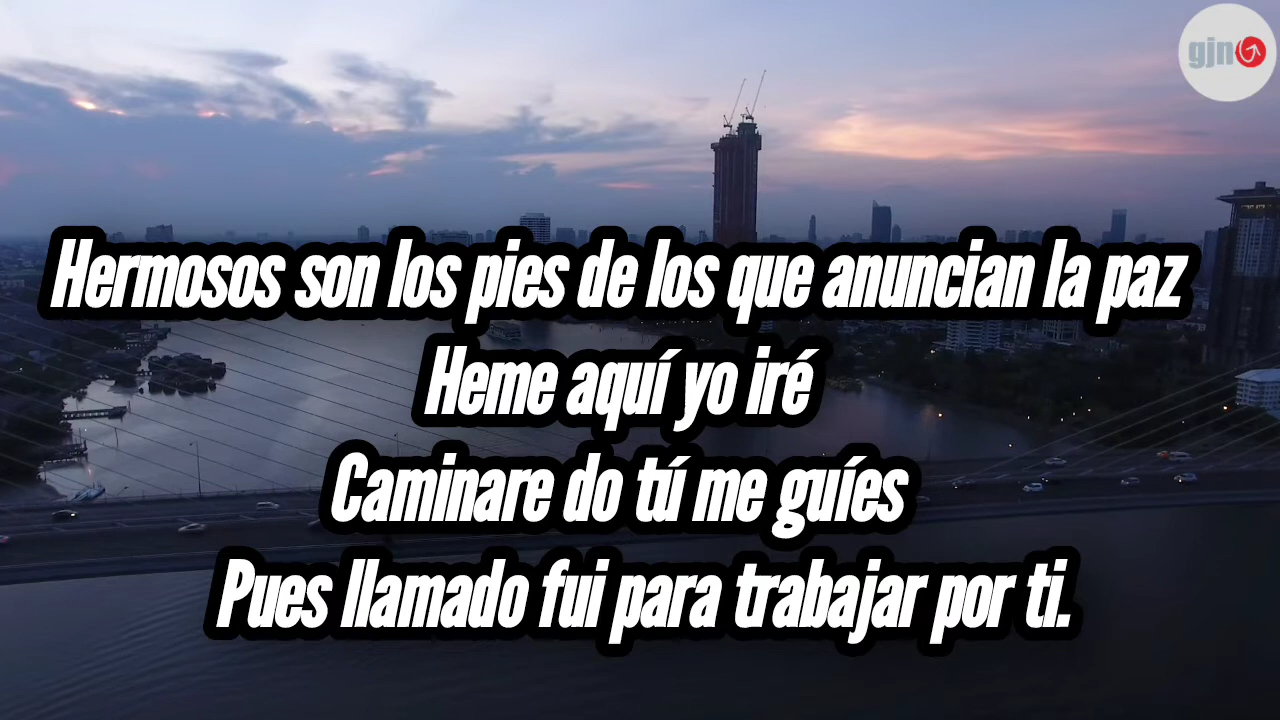 gjn
Hermosos son los pies de los que anuncian la paz
Heme aquí yo iré
Caminare do tú me guíes
Pues llamado fui para trabajar por ti.